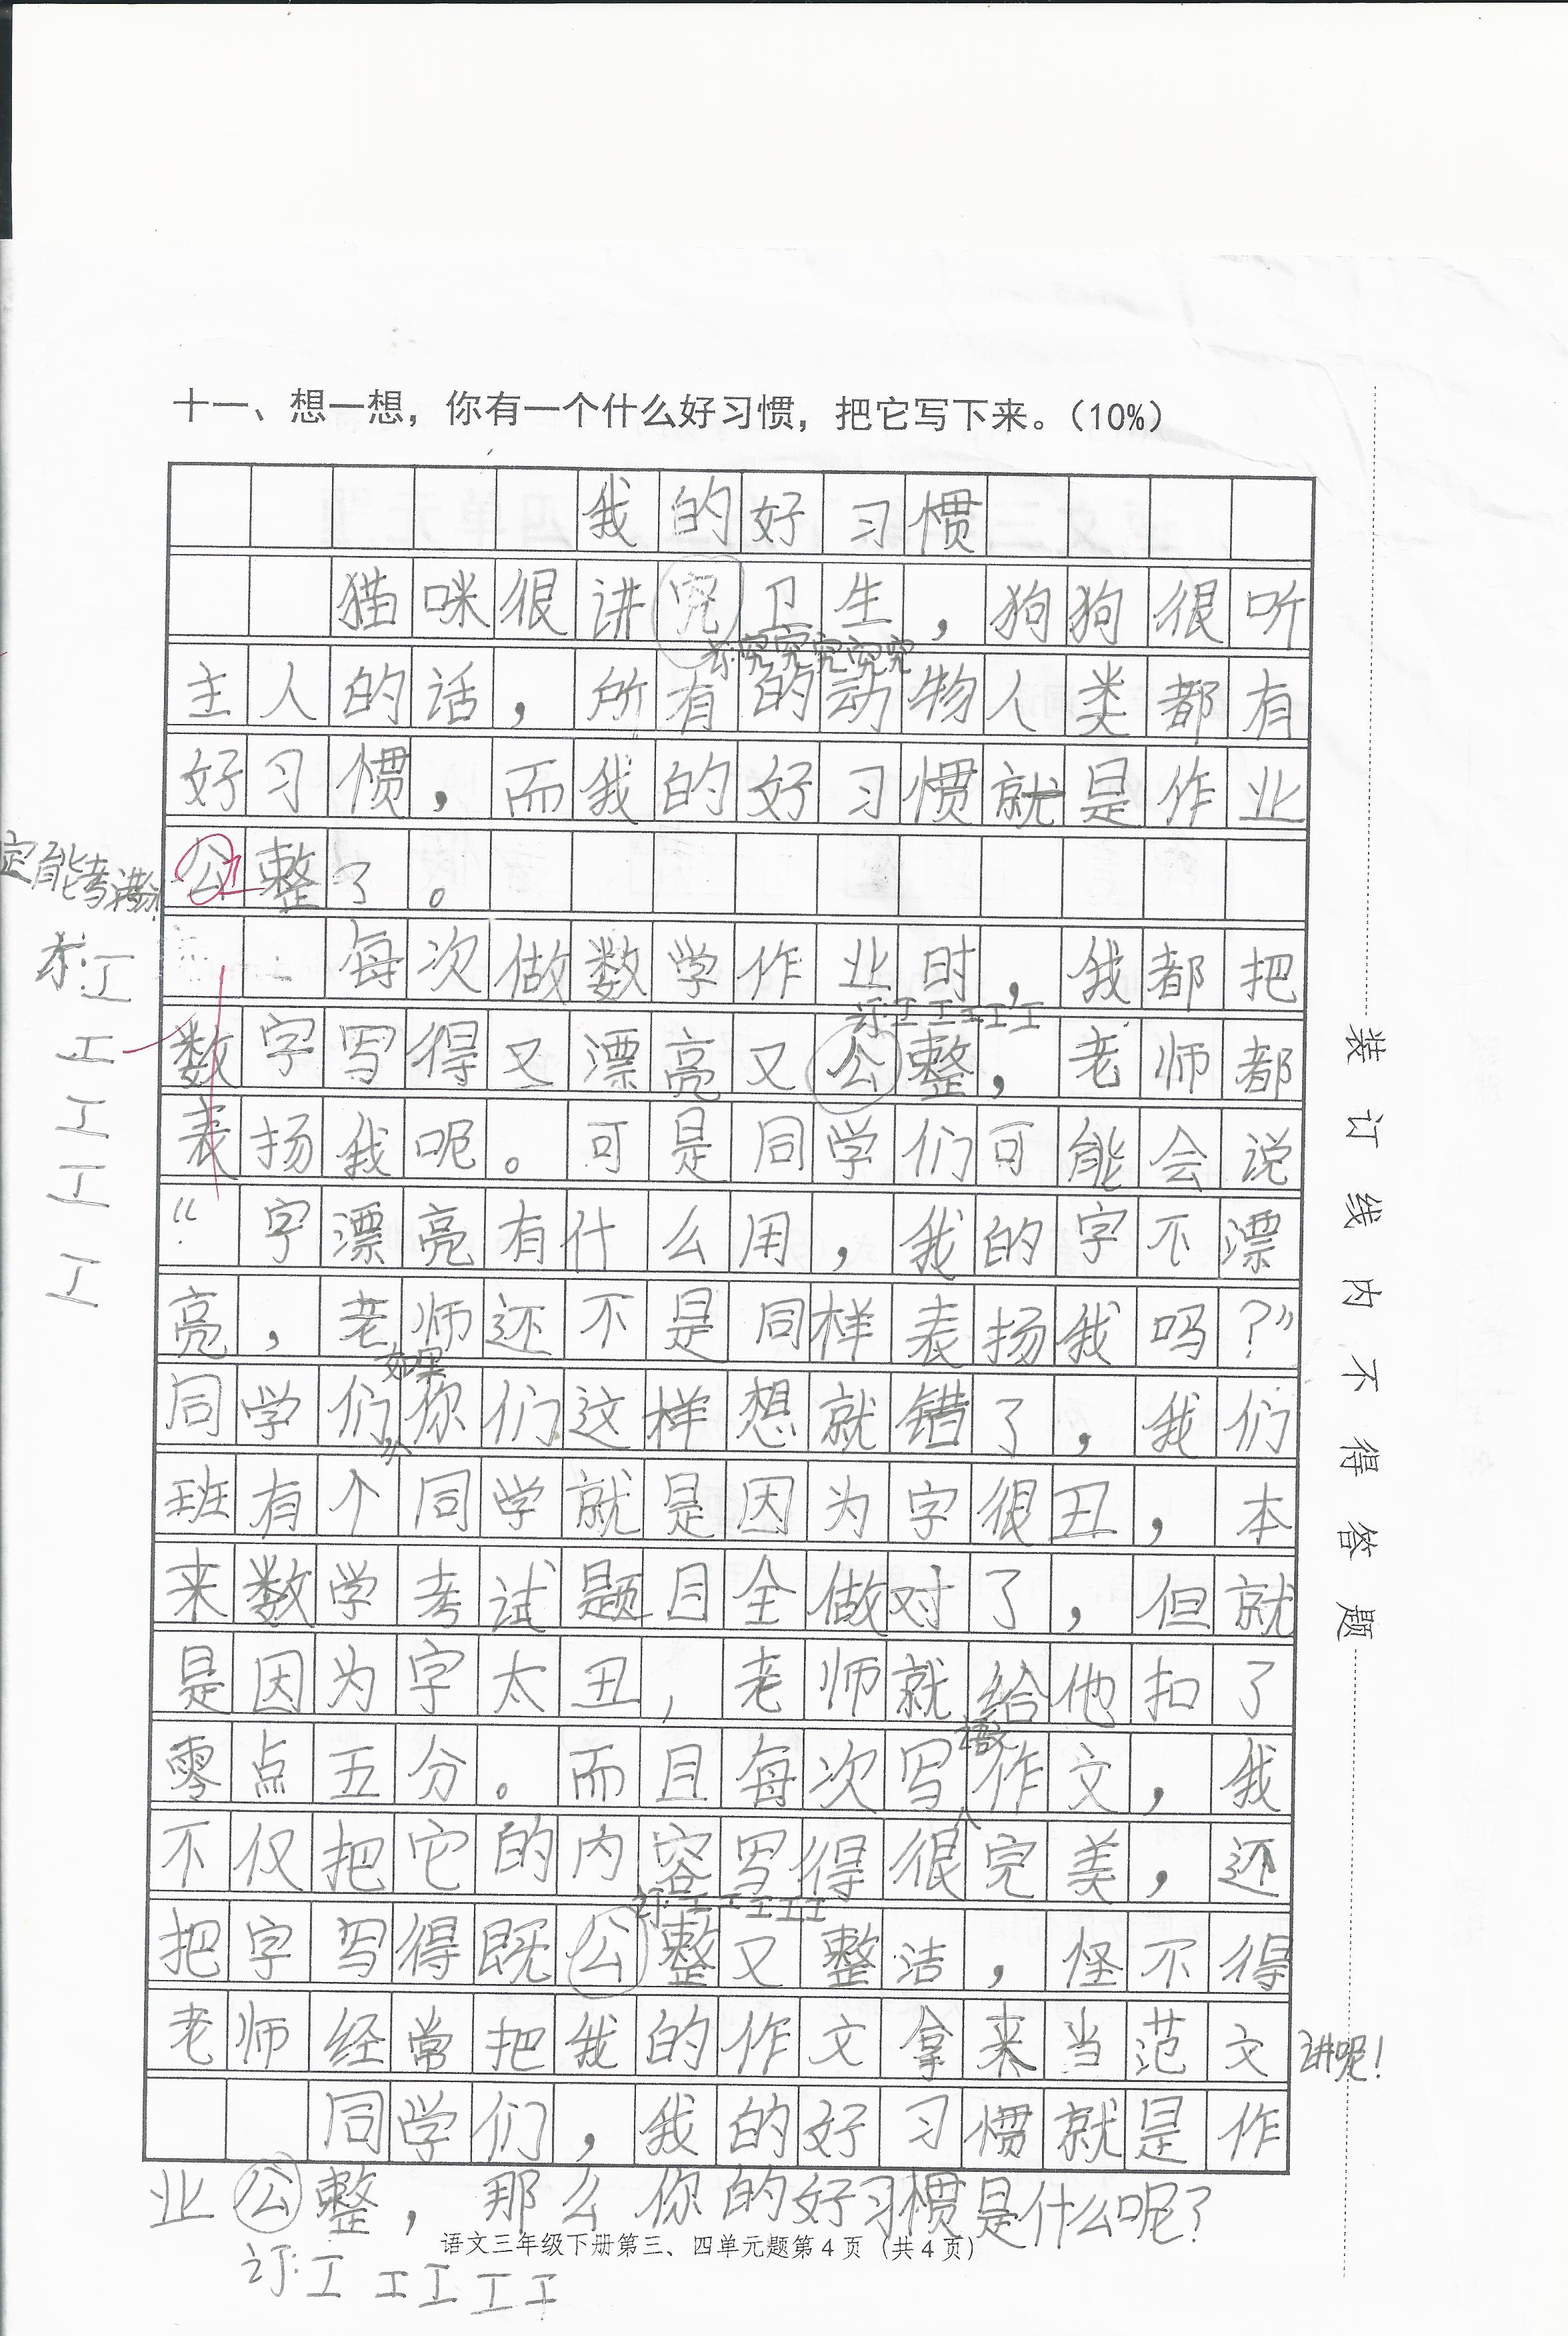 十一、想一想，你有一个什么好习惯，把它写下来。（10%）
我的好习惯
猫咪很讲究卫生，狗狗很听
订：究究究究究
主人的话，所有的动物人类都有
好习惯，而我的好习惯就是作业
公整了。
工
定能考满分
订：工
工
工
工
工
每次做数学作业时，我都把
订：工工工工工
数字写得又漂亮又公整，老师都
表扬我呢。可是同学们可能会说
“字漂亮有什么用，我的字不漂
亮，老师还不是同样表扬我吗？”
如果
同学们你们这样想就错了，我们
班有个同学就是因为字很丑，本
来数学考试题目全做对了，但就
是因为字太丑，老师就给他扣了
零点五分。而且每次写作文，我
不仅把它的内容写得很完美，还
订：工工工工工
把字写得既公整又整洁，怪不得
老师经常把我的作文拿来当范文讲呢！
同学们，我的好习惯就是作
业公整，那么你的好习惯是什么呢？
语文三年级下册第三、四单元题第4页（共4页）
订：工工工工工
装订线内不得答题